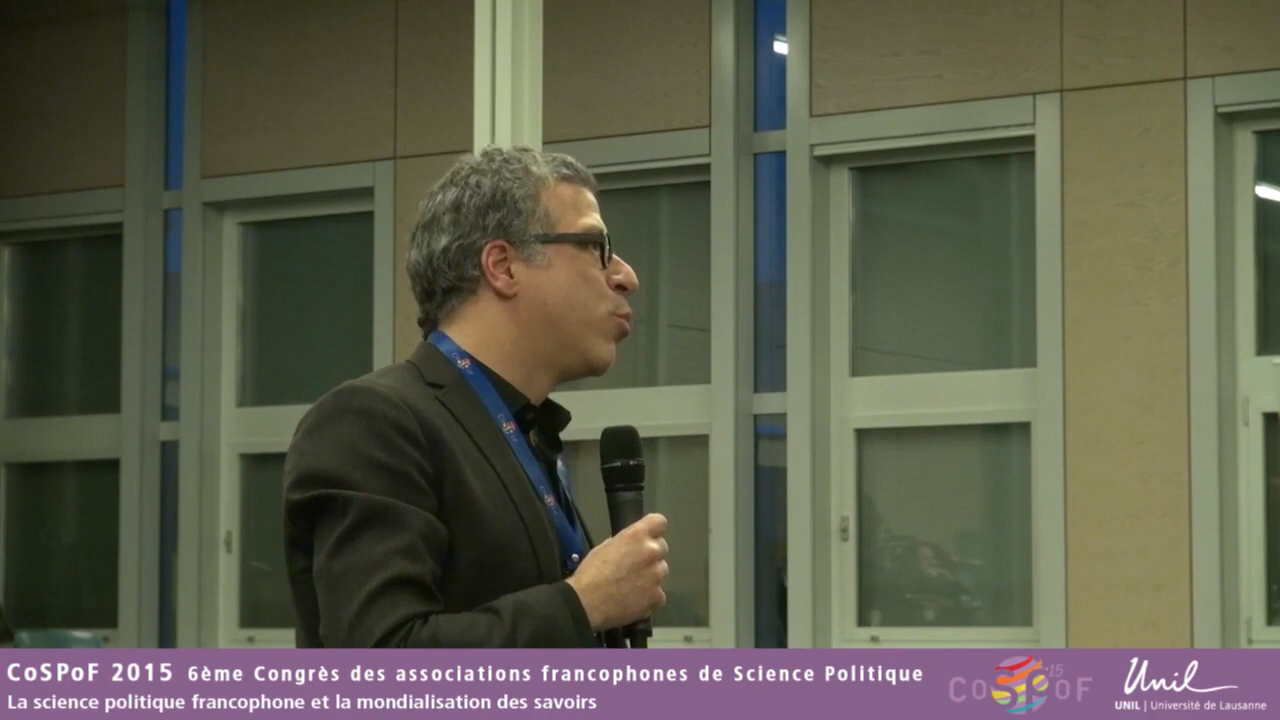 CoSPoF 2015 6ème Congrès des associations francophones de Science Politique
La science politique francophone et la mondialisation des savoirs
CoSPoF
'15
Unil
UNIL | Université de Lausanne